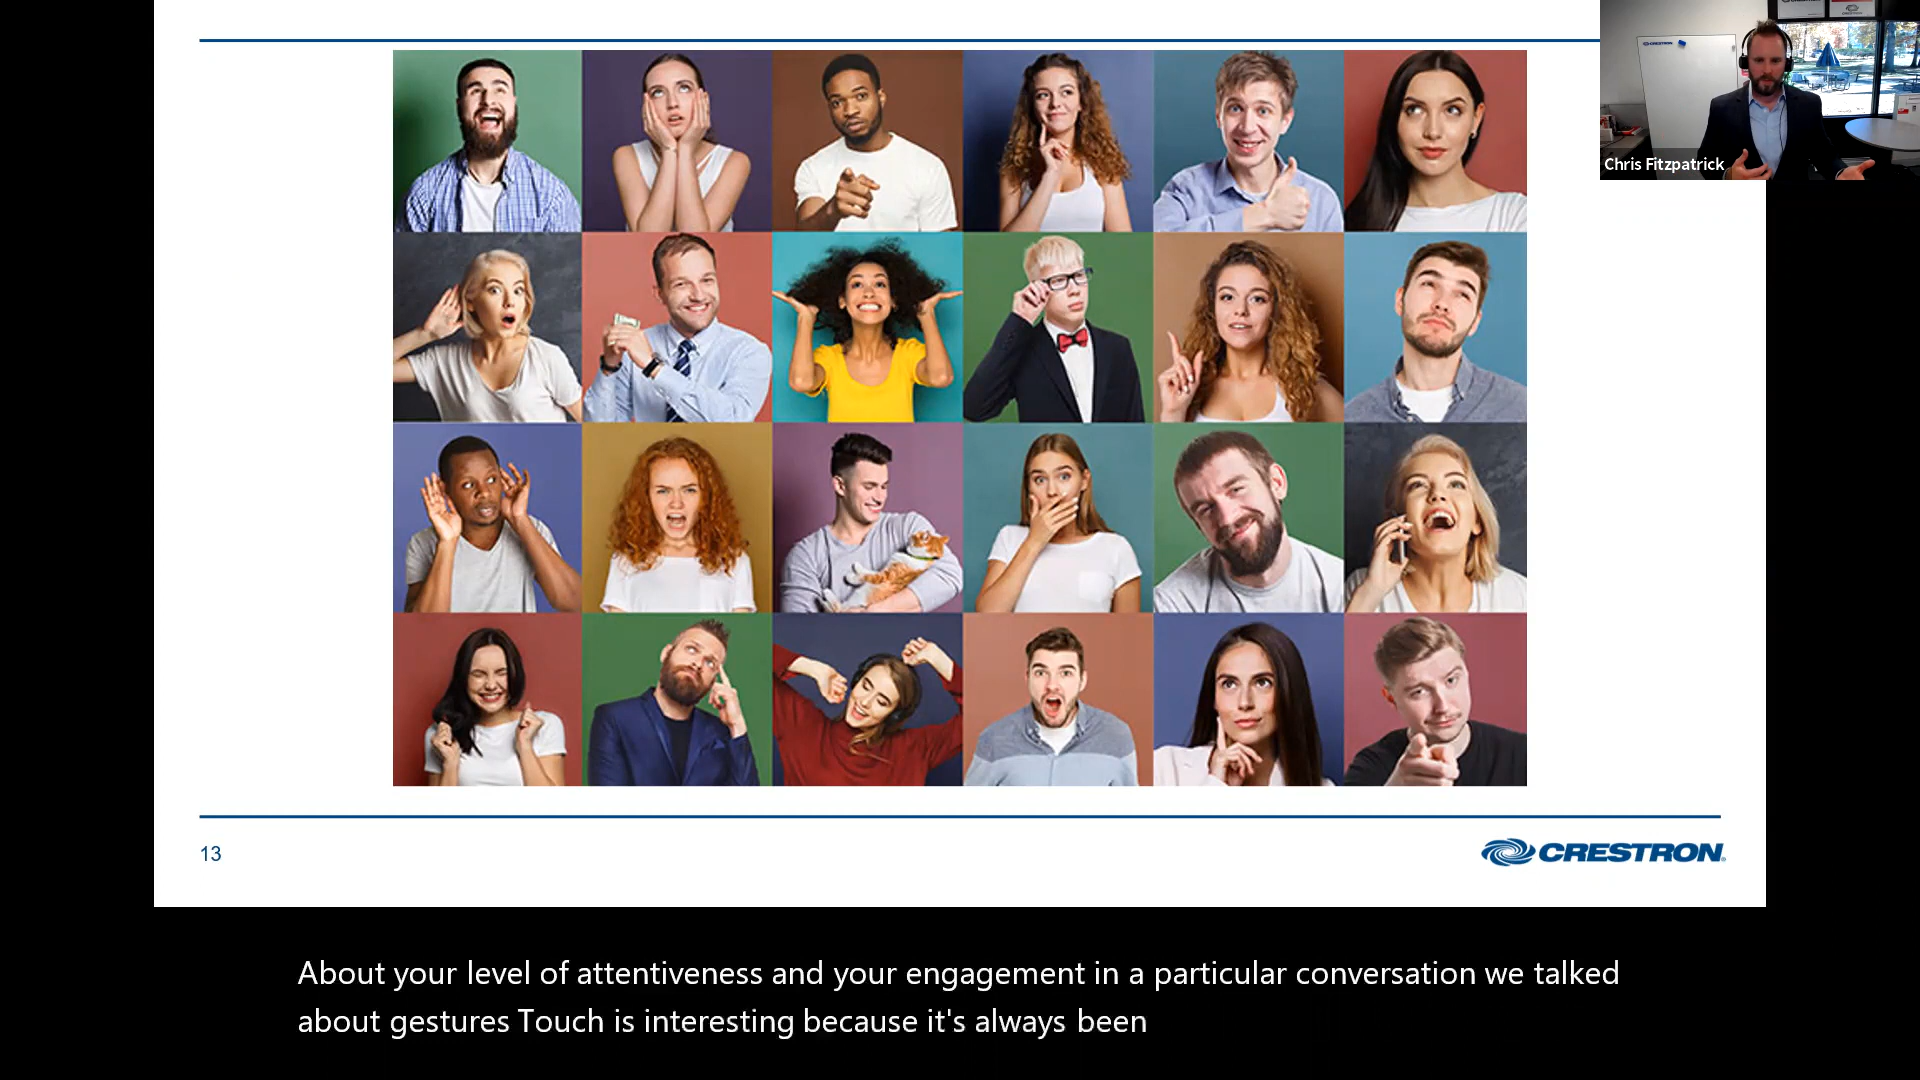 CRESTRON
Chris Fitzpatrick
13
CRESTRON
About your level of attentiveness and your engagement in a particular conversation we talked
about gestures Touch is interesting because it's always been